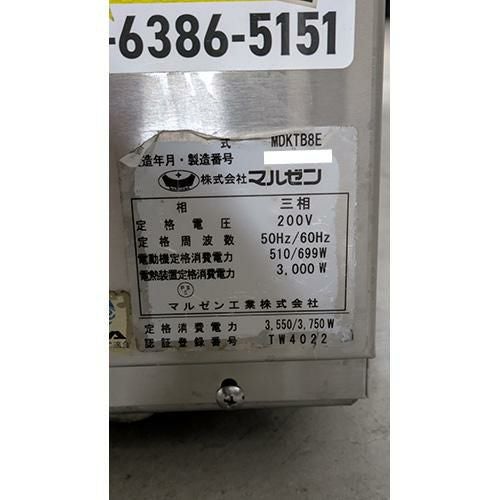 -6386-5151
式 MDKTB8E
造年月・製造番号
株式会社 マルゼン
相 三相
定格電圧 200V
定格周波数 50Hz/60Hz
電動機定格消費電力 510/699W
電熱装置定格消費電力 3,000W
マルゼン工業株式会社
定格消費電力 3,550/3,750W
認証登録番号 TW4022